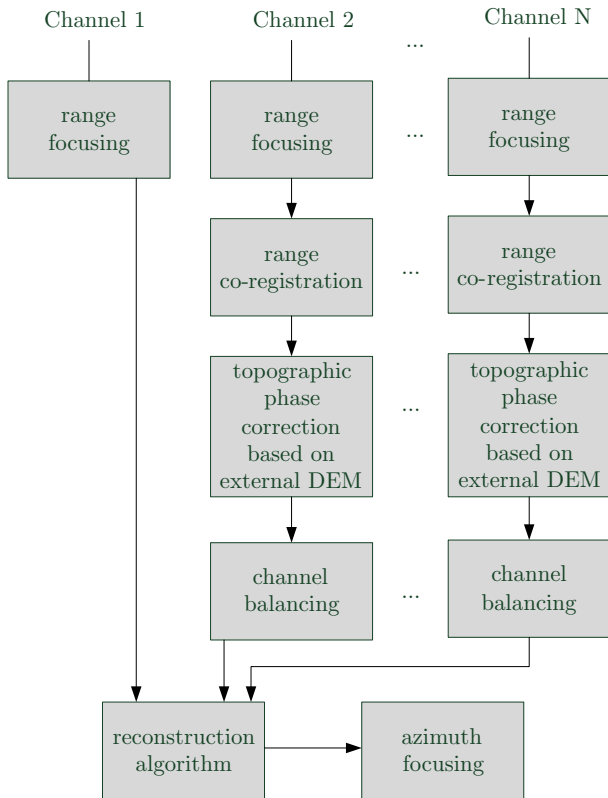 Channel 1
Channel 2
...
Channel N
range
focusing
range
focusing
...
range
focusing
range
co-registration
...
range
co-registration
topographic
phase
correction
based on
external DEM
...
topographic
phase
correction
based on
external DEM
channel
balancing
...
channel
balancing
reconstruction
algorithm
azimuth
focusing